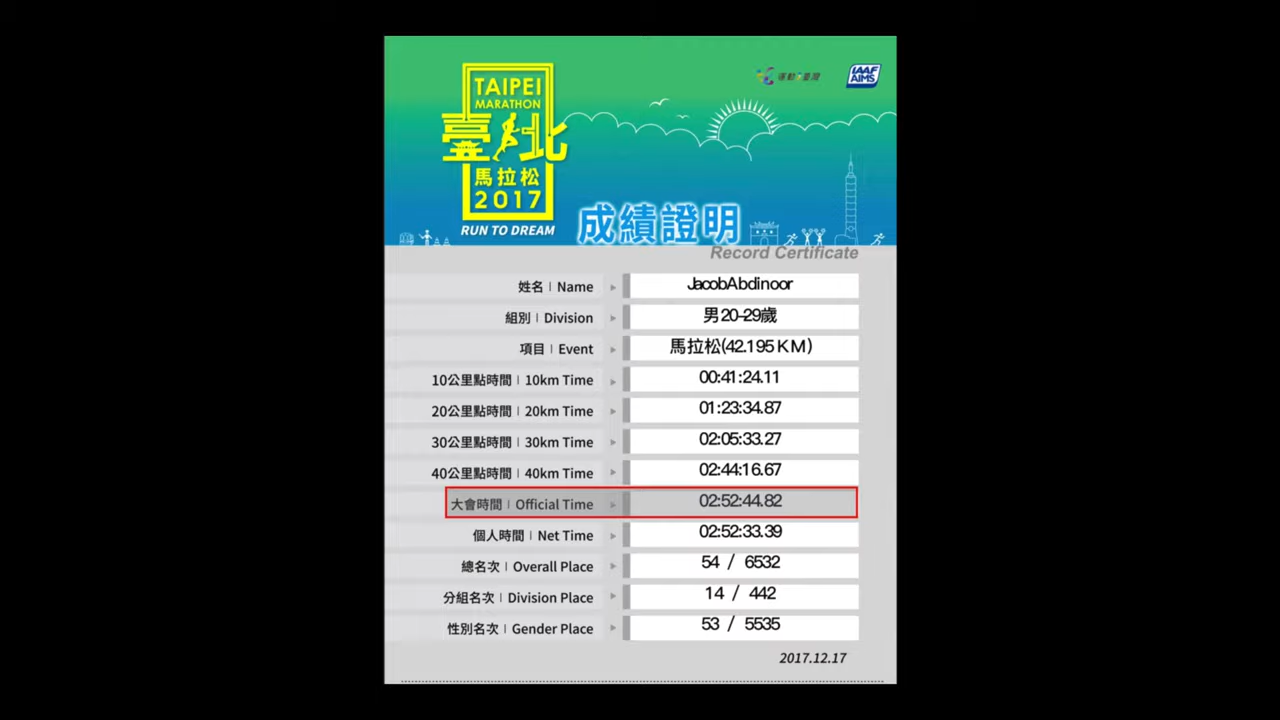 TAIPEI
MARATHON
臺北
馬拉松
2017
RUN TO DREAM
運動 臺灣
IAAF
AIMS
成績證明
Record Certificate
姓名 | Name JacobAbdinoor
組別 | Division 男20-29歲
項目 | Event 馬拉松(42.195KM)
10公里點時間 | 10km Time 00:41:24.11
20公里點時間 | 20km Time 01:23:34.87
30公里點時間 | 30km Time 02:05:33.27
40公里點時間 | 40km Time 02:44:16.67
大會時間 | Official Time 02:52:44.82
個人時間 | Net Time 02:52:33.39
總名次 | Overall Place 54 / 6532
分組名次 | Division Place 14 / 442
性別名次 | Gender Place 53 / 5535
2017.12.17